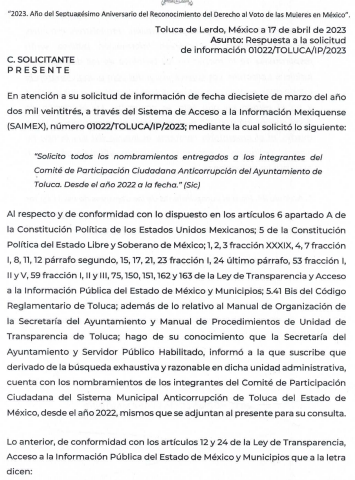 "2023. Año del Septuagésimo Aniversario del Reconocimiento del Derecho al Voto de las Mujeres en México".
Toluca de Lerdo, México a 17 de abril de 2023
Asunto: Respuesta a la solicitud
de información 01022/TOLUCA/IP/2023
C. SOLICITANTE
P R E S E N T E
En atención a su solicitud de información de fecha diecisiete de marzo del año
dos mil veintitrés, a través del Sistema de Acceso a la Información Mexiquense
(SAIMEX), número 01022/TOLUCA/IP/2023; mediante la cual solicitó lo siguiente:
"Solicito todos los nombramientos entregados a los integrantes del
Comité de Participación Ciudadana Anticorrupción del Ayuntamiento de
Toluca. Desde el año 2022 a la fecha." (Sic)
Al respecto y de conformidad con lo dispuesto en los artículos 6 apartado A de
la Constitución Política de los Estados Unidos Mexicanos; 5 de la Constitución
Política del Estado Libre y Soberano de México; 1, 2, 3 fracción XXXIX, 4, 7 fracción
I, 8, 11, 12 párrafo segundo, 15, 17, 21, 23 fracción I, 24 último párrafo, 53 fracción I,
II y V, 59 fracción I, II y III, 75, 150, 151, 162 y 163 de la Ley de Transparencia y Acceso
a la Información Pública del Estado de México y Municipios; 5.41 Bis del Código
Reglamentario de Toluca; además de lo relativo al Manual de Organización de
la Secretaría del Ayuntamiento y Manual de Procedimientos de Unidad de
Transparencia de Toluca; hago de su conocimiento que la Secretaría del
Ayuntamiento y Servidor Público Habilitado, informó a la que suscribe que
derivado de la búsqueda exhaustiva y razonable en dicha unidad administrativa,
cuenta con los nombramientos de los integrantes del Comité de Participación
Ciudadana del Sistema Municipal Anticorrupción de Toluca del Estado de
México, desde el año 2022, mismos que se adjuntan al presente para su consulta.
Lo anterior, de conformidad con los artículos 12 y 24 de la Ley de Transparencia,
Acceso a la Información Pública del Estado de México y Municipios que a la letra
dicen: